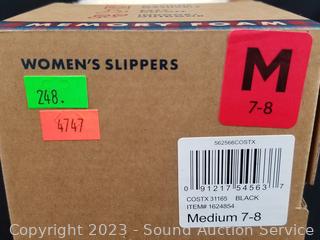 MEMORY FOAM
WOMEN'S SLIPPERS
M
7-8
248.
4747
562566COSTX
0 91217 54563 7
COSTX 31165 BLACK
ITEM# 1624854
Medium 7-8
Copyright 2023 - Sound Auction Service